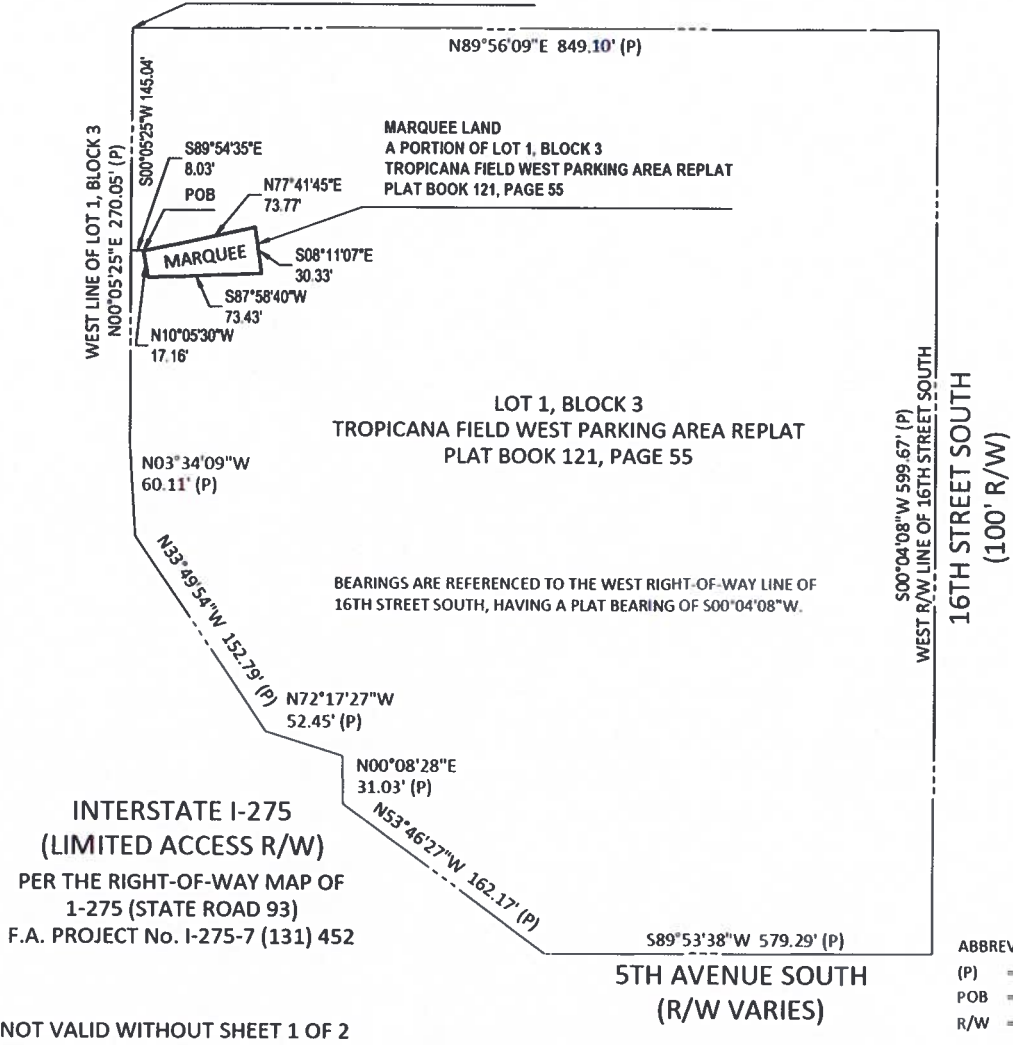 N89°56'09"E 849.10' (P)
S00°05'25"W 145.04'
WEST LINE OF LOT 1, BLOCK 3
N00°05'25"E 270.05' (P)
S89°54'35"E
8.03'
POB
N77°41'45"E
73.77'
MARQUEE LAND
A PORTION OF LOT 1, BLOCK 3
TROPICANA FIELD WEST PARKING AREA REPLAT
PLAT BOOK 121, PAGE 55
MARQUEE
S08°11'07"E
30.33'
S87°58'40"W
73.43'
N10°05'30"W
17.16'
LOT 1, BLOCK 3
TROPICANA FIELD WEST PARKING AREA REPLAT
PLAT BOOK 121, PAGE 55
S00°04'08"W 599.67' (P)
WEST R/W LINE OF 16TH STREET SOUTH
16TH STREET SOUTH
(100' R/W)
N03°34'09"W
60.11' (P)
N33°49'54"W 152.79' (P)
BEARINGS ARE REFERENCED TO THE WEST RIGHT-OF-WAY LINE OF
16TH STREET SOUTH, HAVING A PLAT BEARING OF S00°04'08"W.
N72°17'27"W
52.45' (P)
N00°08'28"E
31.03' (P)
N53°46'27"W 162.17' (P)
INTERSTATE I-275
(LIMITED ACCESS R/W)
PER THE RIGHT-OF-WAY MAP OF
1-275 (STATE ROAD 93)
F.A. PROJECT No. I-275-7 (131) 452
S89°53'38"W 579.29' (P)
5TH AVENUE SOUTH
(R/W VARIES)
ABBREV
(P) =
POB =
R/W =
NOT VALID WITHOUT SHEET 1 OF 2